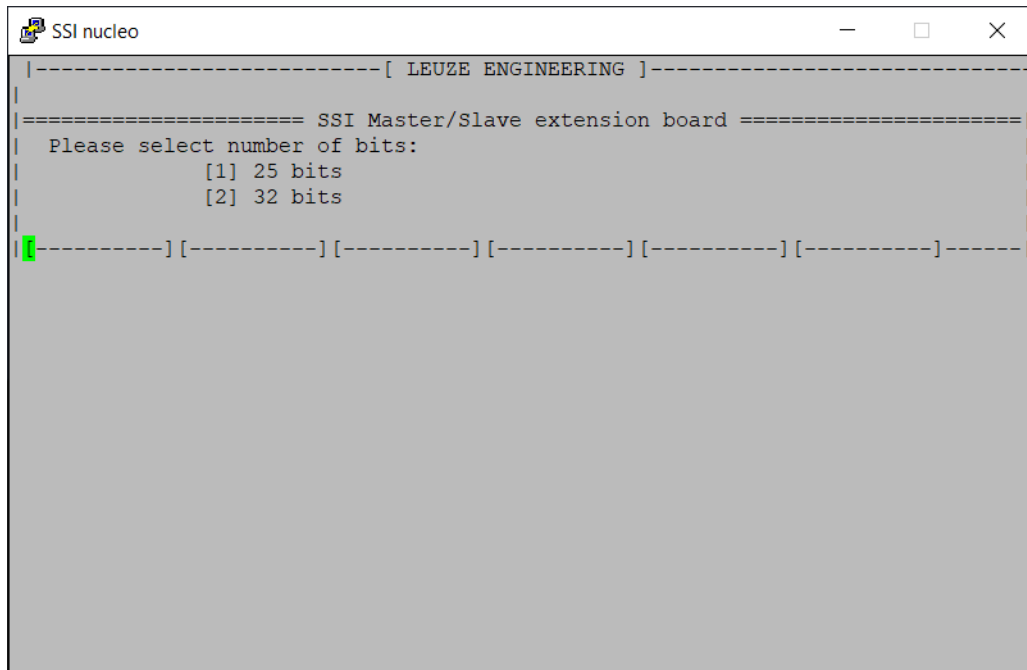 SSI nucleo
|---------------------------[ LEUZE ENGINEERING ]------------------------------
|
|====================== SSI Master/Slave extension board ======================|
|  Please select number of bits:                                               |
|             [1] 25 bits                                                      |
|             [2] 32 bits                                                      |
|                                                                              |
|[----------][----------][----------][----------][----------][----------]------|